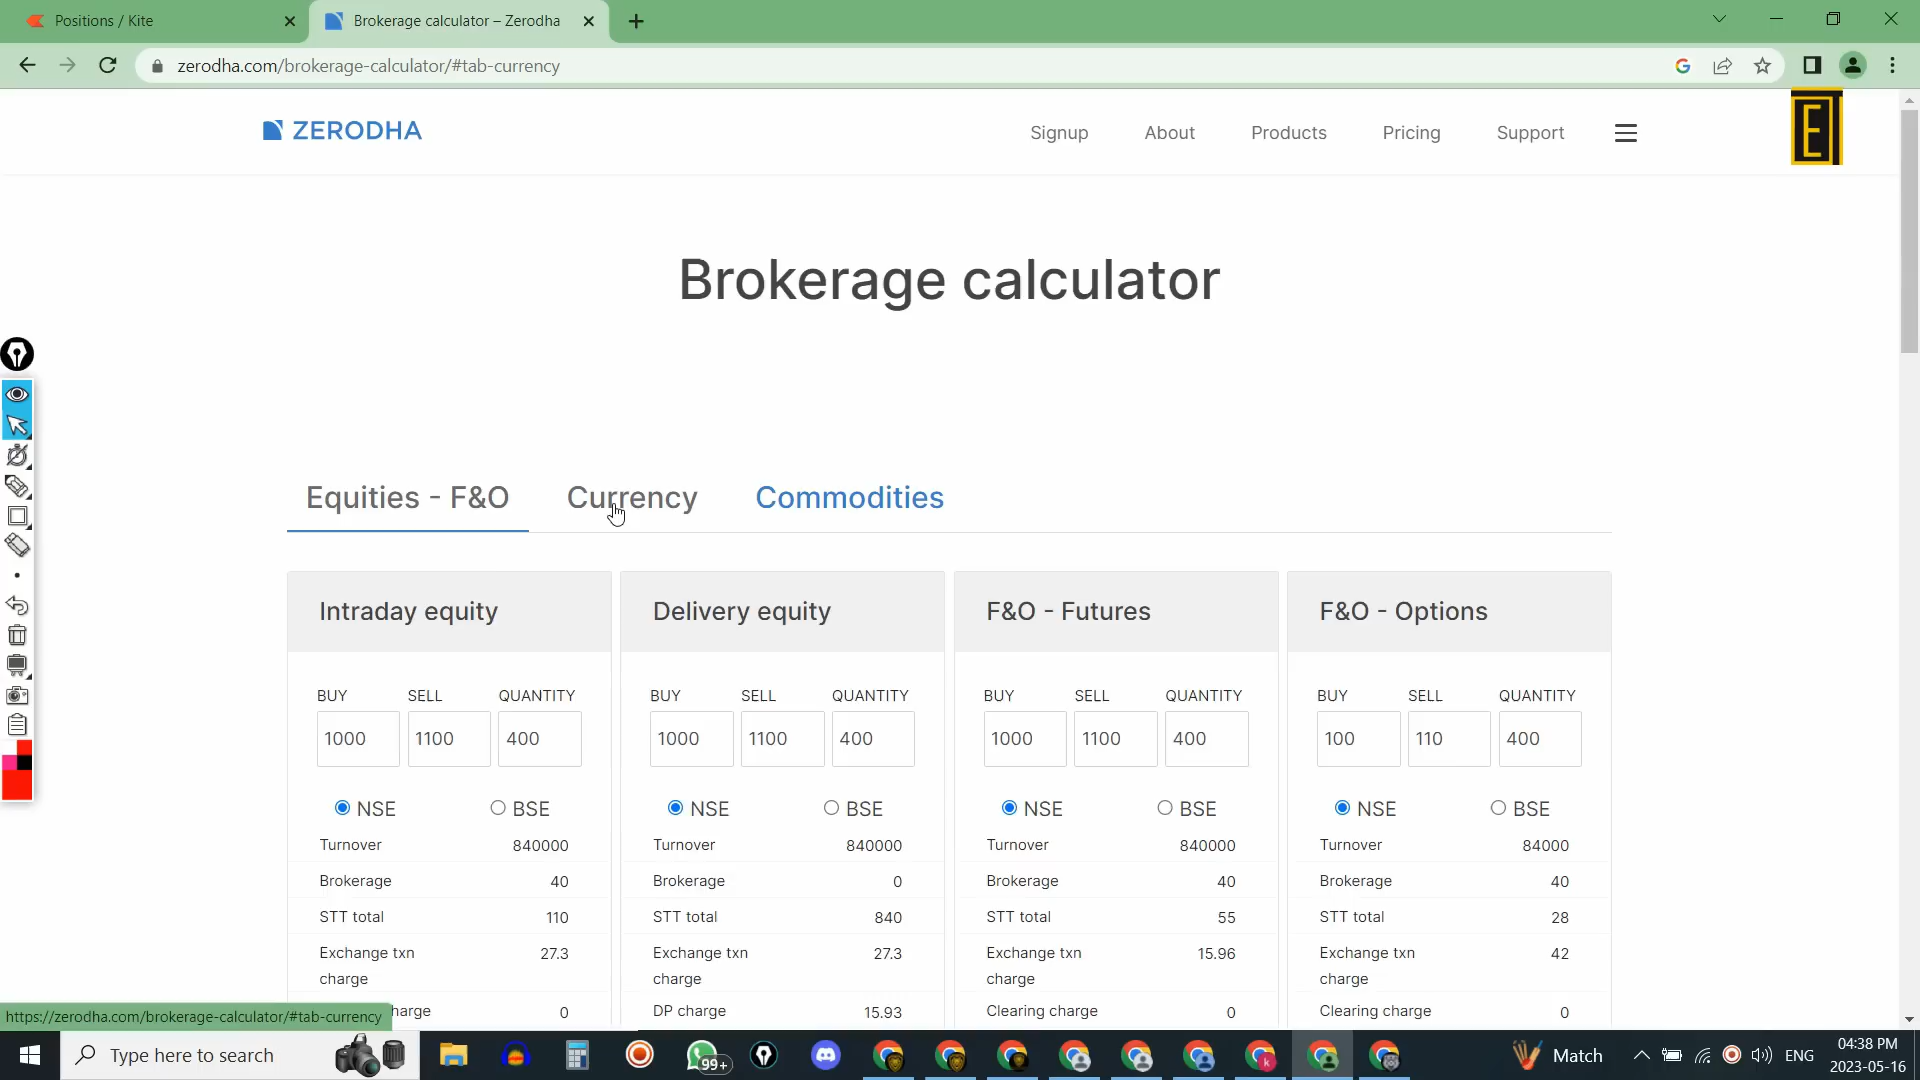 Positions / Kite
Brokerage calculator – Zerodha
zerodha.com/brokerage-calculator/#tab-currency
ZERODHA
Signup About Products Pricing Support
E
Brokerage calculator
Equities - F&O Currency Commodities
Intraday equity Delivery equity F&O - Futures F&O - Options
BUY SELL QUANTITY BUY SELL QUANTITY BUY SELL QUANTITY BUY SELL QUANTITY
1000 1100 400 1000 1100 400 1000 1100 400 100 110 400
NSE BSE NSE BSE NSE BSE NSE BSE
Turnover 840000 Turnover 840000 Turnover 840000 Turnover 84000
Brokerage 40 Brokerage 0 Brokerage 40 Brokerage 40
STT total 110 STT total 840 STT total 55 STT total 28
Exchange txn charge 27.3 Exchange txn charge 27.3 Exchange txn charge 15.96 Exchange txn charge 42
harge 0 DP charge 15.93 Clearing charge 0 Clearing charge 0
https://zerodha.com/brokerage-calculator/#tab-currency
Type here to search
99+
k
Match
ENG
04:38 PM
2023-05-16